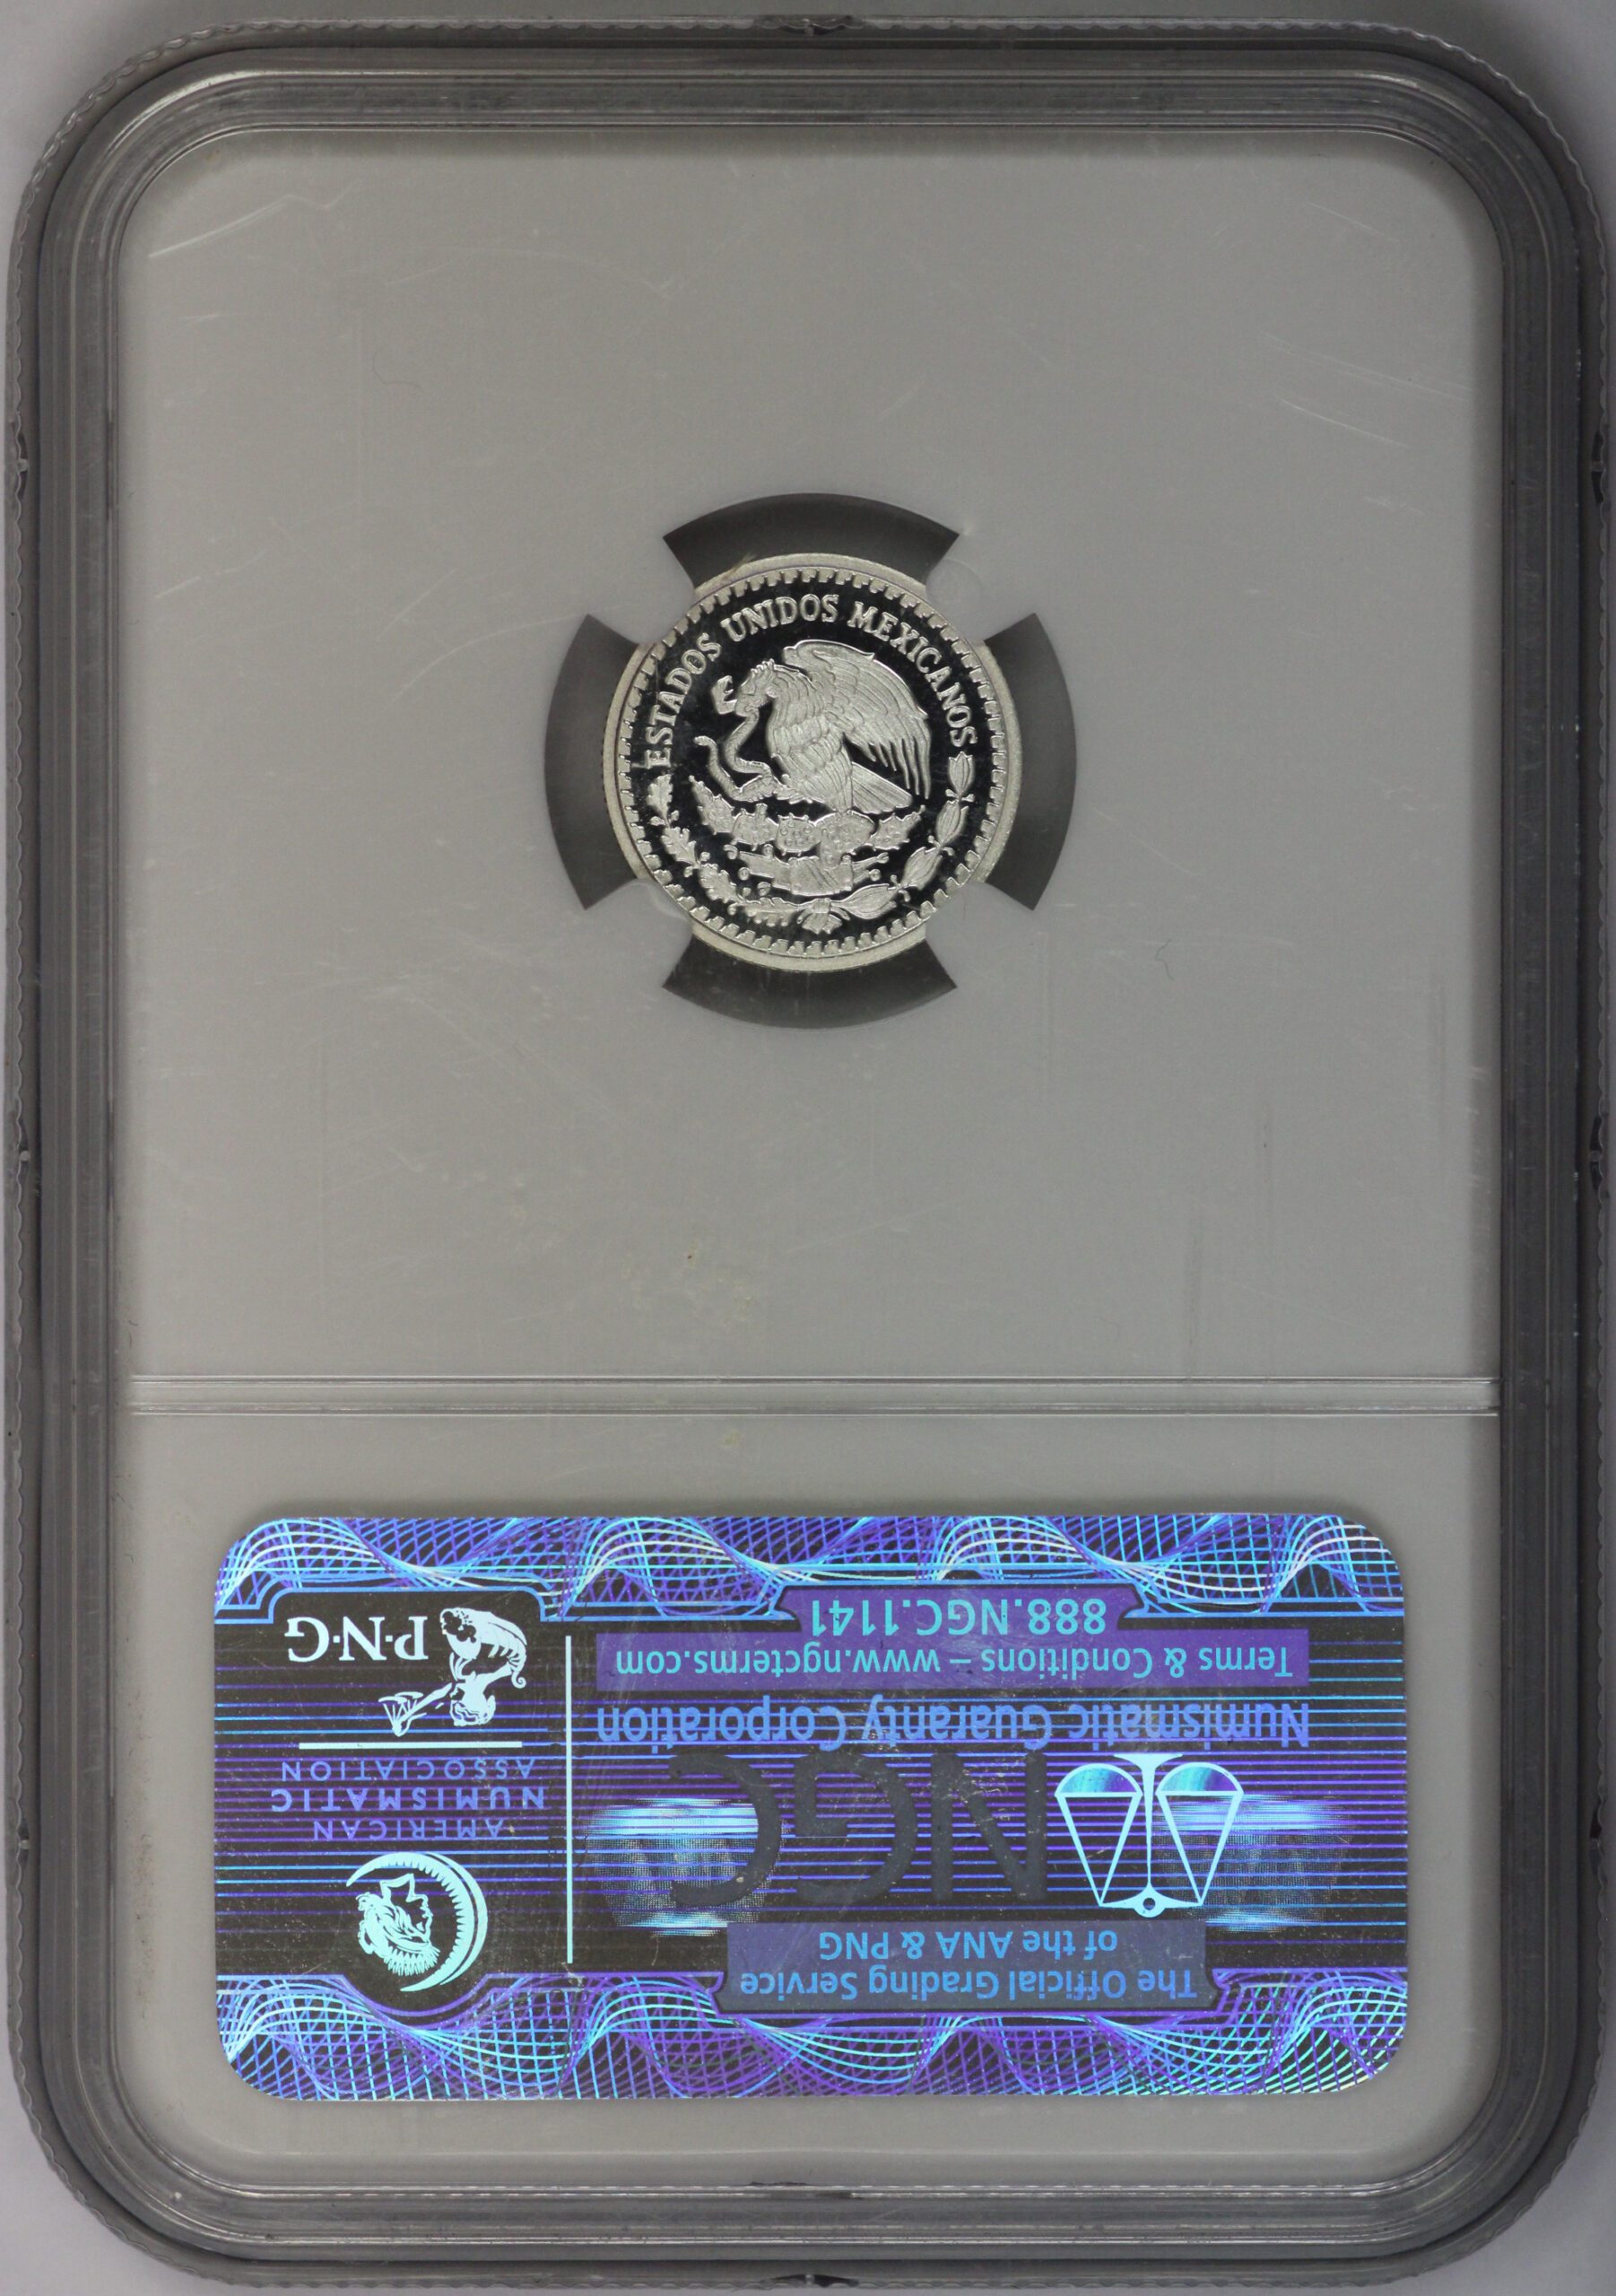 ESTADOS UNIDOS MEXICANOS
The Official Grading Service
of the ANA & PNG
NGC
Numismatic Guaranty Corporation
Terms & Conditions – www.ngcterms.com
888.NGC.1141
AMERICAN
NUMISMATIC
ASSOCIATION
P·N·G